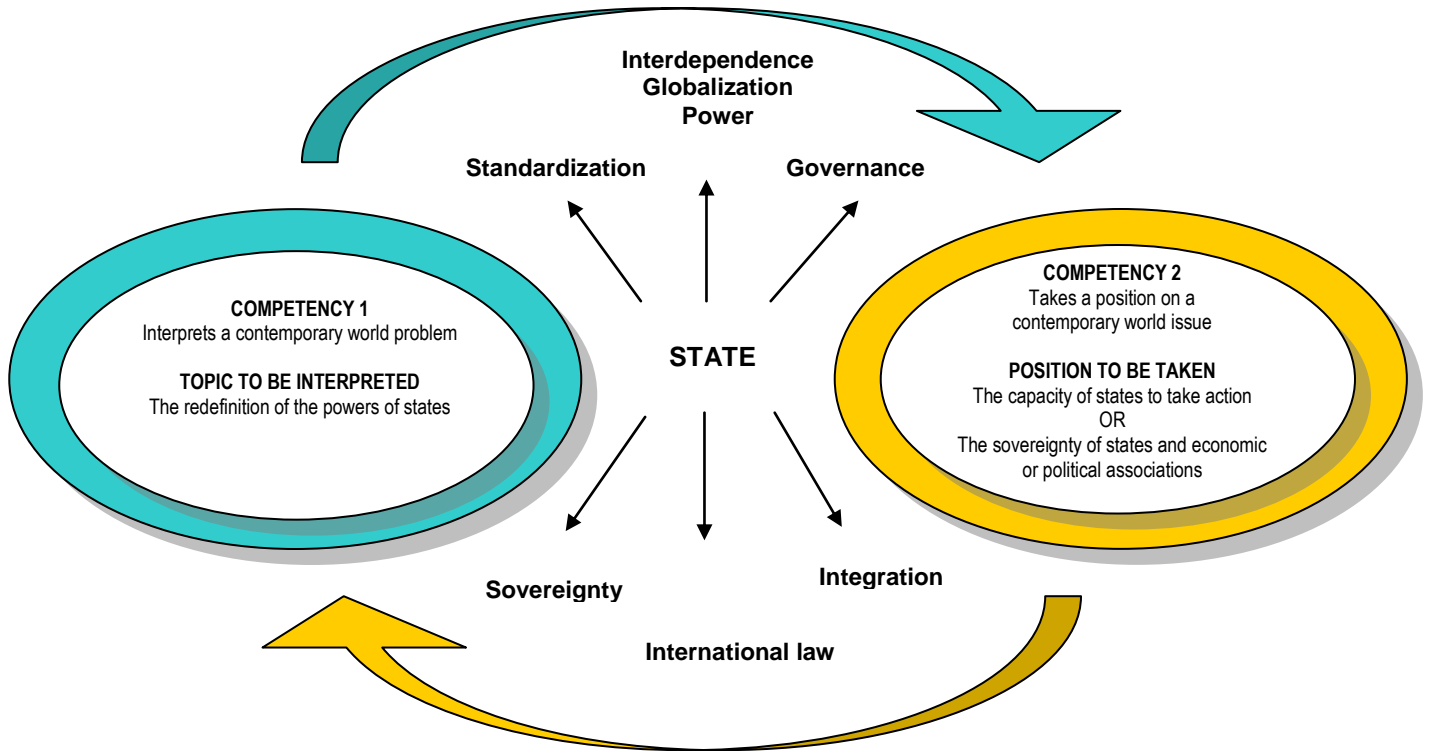 Interdependence
Globalization
Power
Standardization
Governance
COMPETENCY 1
Interprets a contemporary world problem
TOPIC TO BE INTERPRETED
The redefinition of the powers of states
STATE
COMPETENCY 2
Takes a position on a
contemporary world issue
POSITION TO BE TAKEN
The capacity of states to take action
OR
The sovereignty of states and economic
or political associations
Sovereignty
Integration
International law